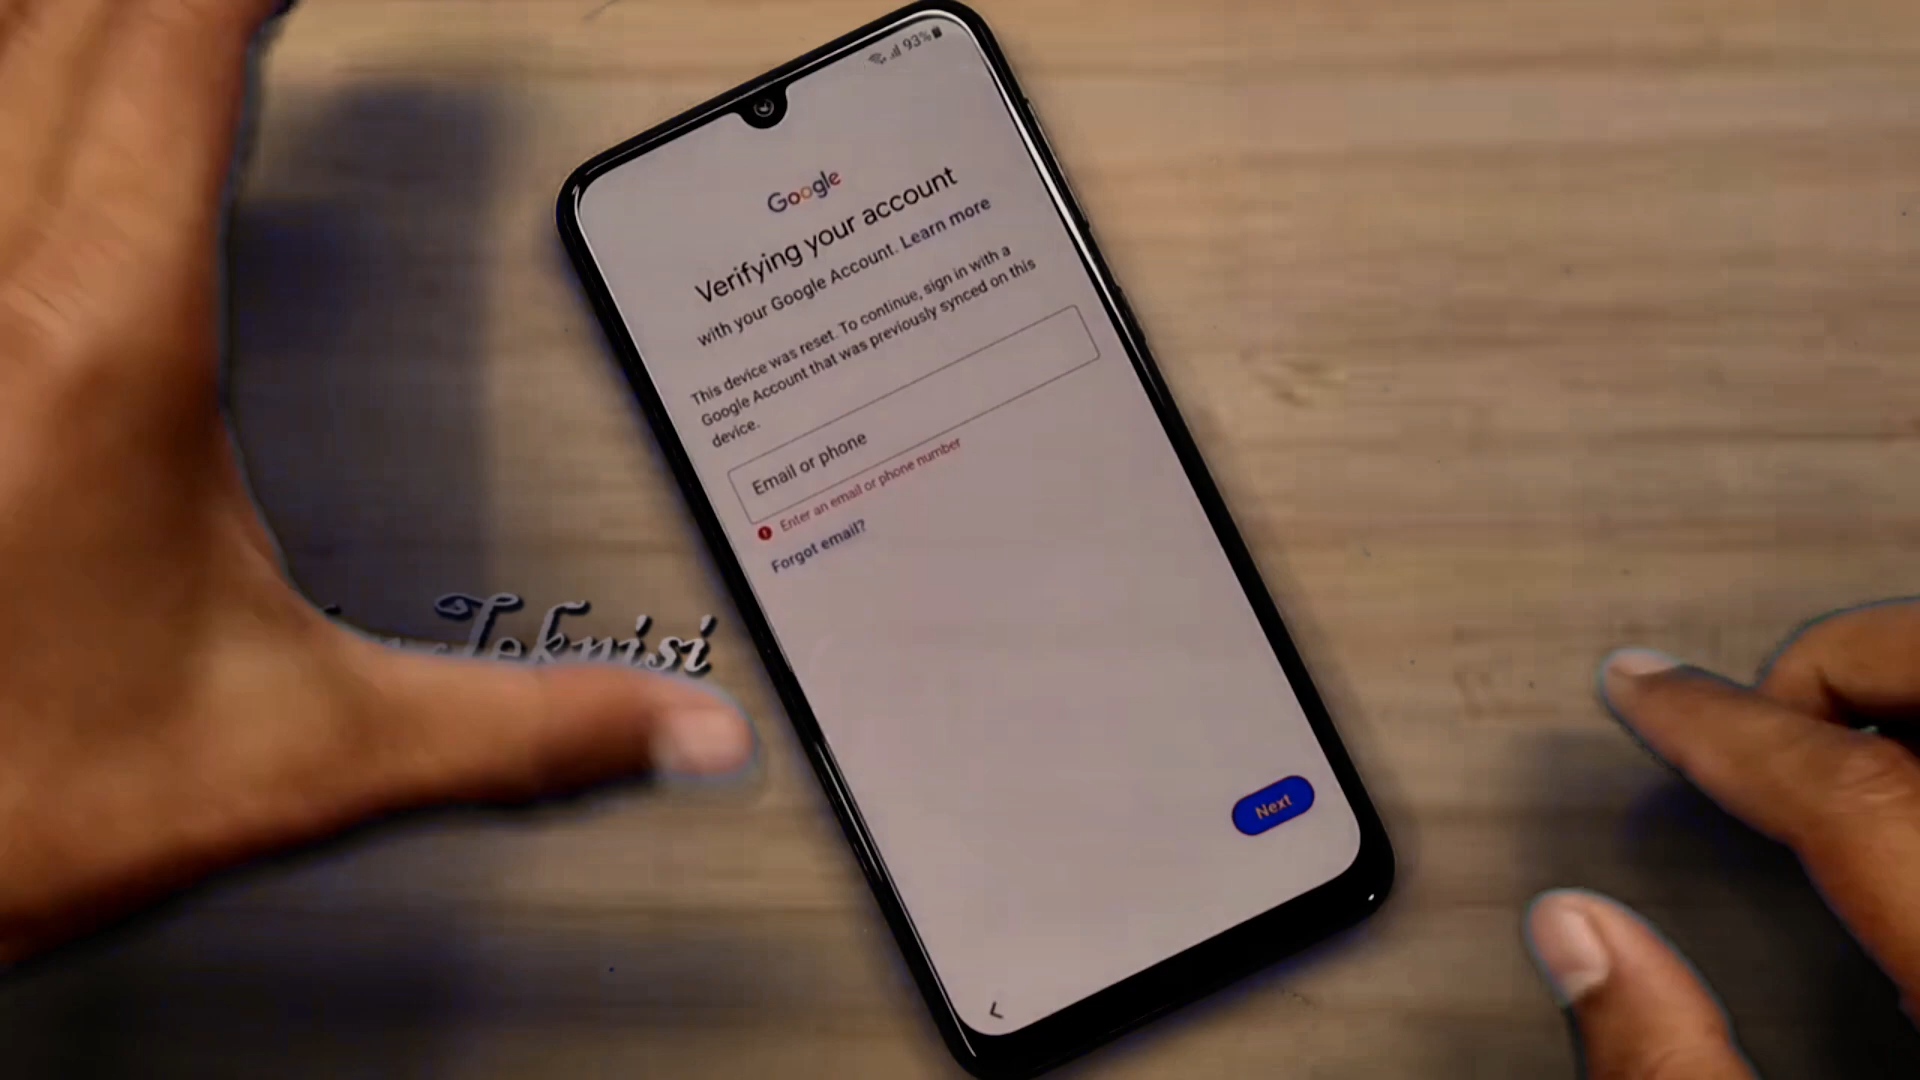 93%
Google
Verifying your account
with your Google Account. Learn more
This device was reset. To continue, sign in with a
Google Account that was previously synced on this
device.
Email or phone
Enter an email or phone number
Forgot email?
Teknisi
Next